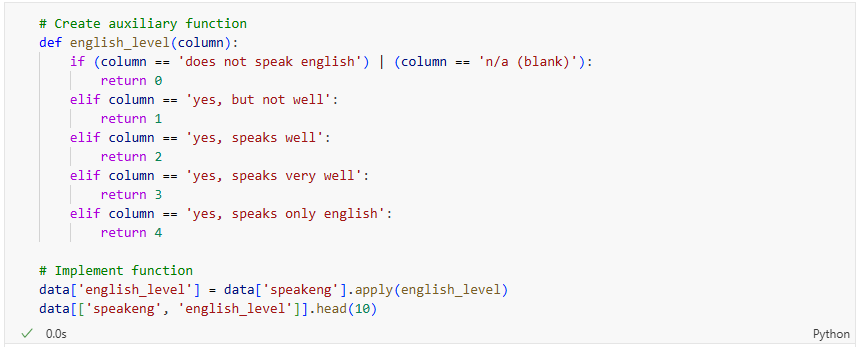 # Create auxiliary function
def english_level(column):
    if (column == 'does not speak english') | (column == 'n/a (blank)'):
        return 0
    elif column == 'yes, but not well':
        return 1
    elif column == 'yes, speaks well':
        return 2
    elif column == 'yes, speaks very well':
        return 3
    elif column == 'yes, speaks only english':
        return 4

# Implement function
data['english_level'] = data['speakeng'].apply(english_level)
data[['speakeng', 'english_level']].head(10)
✓ 0.0s
Python